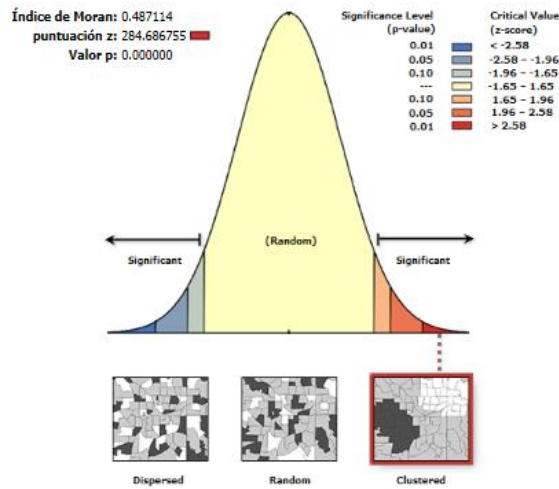 Índice de Moran: 0.487114
puntuación z: 284.686755
Valor p: 0.000000
Significance Level
(p-value)
Critical Value
(z-score)
0.01 < -2.58
0.05 -2.58 – -1.96
0.10 -1.96 – -1.65
--- -1.65 – 1.65
0.10 1.65 – 1.96
0.05 1.96 – 2.58
0.01 > 2.58
(Random)
Significant
Significant
Dispersed
Random
Clustered